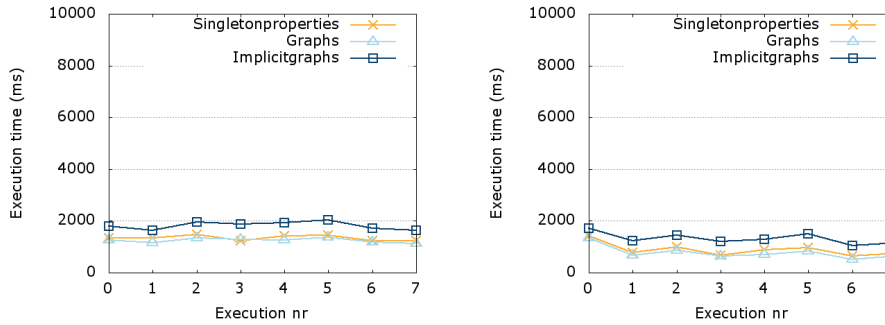 10000
8000
6000
4000
2000
0
Execution time (ms)
Singletonproperties
Graphs
Implicitgraphs
0 1 2 3 4 5 6 7
Execution nr
10000
8000
6000
4000
2000
0
Execution time (ms)
Singletonproperties
Graphs
Implicitgraphs
0 1 2 3 4 5 6
Execution nr